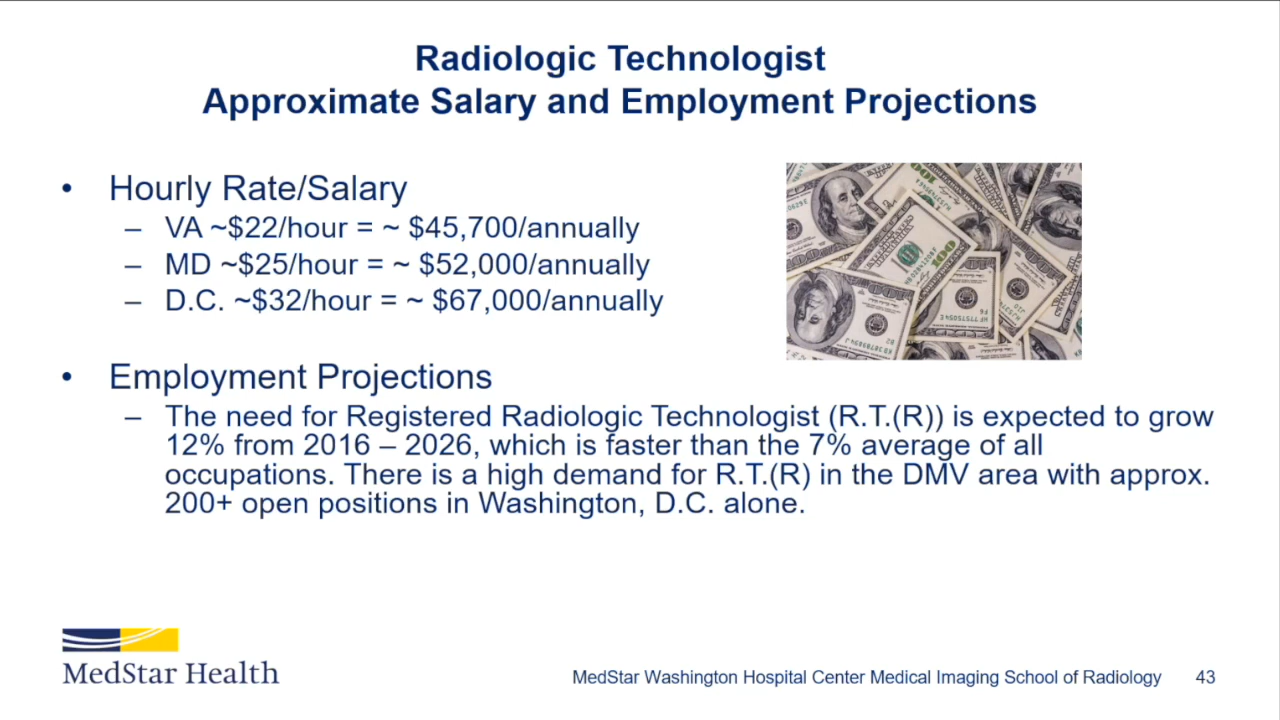 Radiologic Technologist
Approximate Salary and Employment Projections
• Hourly Rate/Salary
– VA ~$22/hour = ~ $45,700/annually
– MD ~$25/hour = ~ $52,000/annually
– D.C. ~$32/hour = ~ $67,000/annually
• Employment Projections
– The need for Registered Radiologic Technologist (R.T.(R)) is expected to grow
12% from 2016 – 2026, which is faster than the 7% average of all
occupations. There is a high demand for R.T.(R) in the DMV area with approx.
200+ open positions in Washington, D.C. alone.
MedStar Health
MedStar Washington Hospital Center Medical Imaging School of Radiology 43